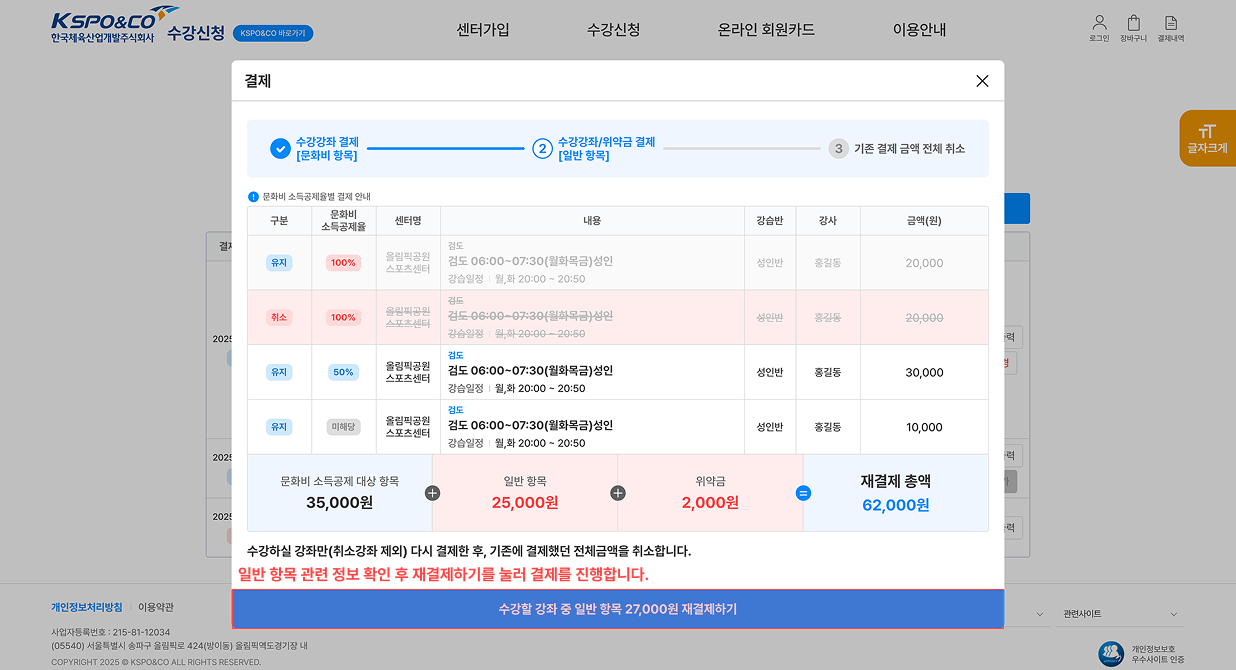 KSPO&CO
한국체육산업개발주식회사
수강신청
KSPO&CO 바로가기
센터가입
수강신청
온라인 회원카드
이용안내
로그인
장바구니
결제내역
결제
글자크게
수강강좌 결제
[문화비 항목]
2
수강강좌/위약금 결제
[일반 항목]
3
기존 결제 금액 전체 취소
문화비 소득공제율별 결제 안내
구분
문화비
소득공제율
센터명
내용
강습반
강사
금액(원)
유지
100%
올림픽공원
스포츠센터
검도
검도 06:00~07:30(월화목금)성인
강습일정 | 월,화 20:00 ~ 20:50
성인반
홍길동
20,000
취소
100%
올림픽공원
스포츠센터
검도
검도 06:00~07:30(월화목금)성인
강습일정 | 월,화 20:00 ~ 20:50
성인반
홍길동
20,000
유지
50%
올림픽공원
스포츠센터
검도
검도 06:00~07:30(월화목금)성인
강습일정 | 월,화 20:00 ~ 20:50
성인반
홍길동
30,000
유지
미해당
올림픽공원
스포츠센터
검도
검도 06:00~07:30(월화목금)성인
강습일정 | 월,화 20:00 ~ 20:50
성인반
홍길동
10,000
문화비 소득공제 대상 항목
35,000원
+
일반 항목
25,000원
+
위약금
2,000원
=
재결제 총액
62,000원
수강하실 강좌만(취소강좌 제외) 다시 결제한 후, 기존에 결제했던 전체금액을 취소합니다.
일반 항목 관련 정보 확인 후 재결제하기를 눌러 결제를 진행합니다.
수강할 강좌 중 일반 항목 27,000원 재결제하기
2025
2025
2025
개인정보처리방침 | 이용약관
사업자등록번호 : 215-81-12034
(05540) 서울특별시 송파구 올림픽로 424(방이동) 올림픽역도경기장 내
COPYRIGHT 2025 © KSPO&CO ALL RIGHTS RESERVED.
관련사이트
개인정보보호
우수사이트 인증